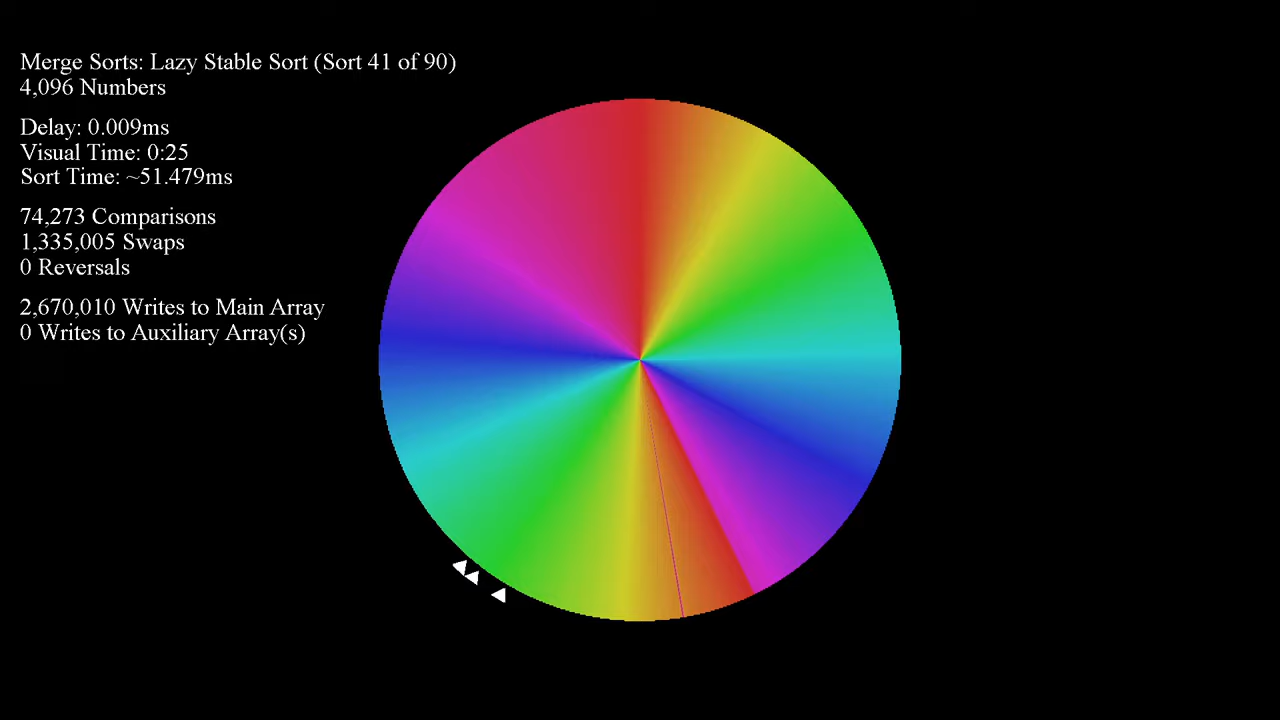 Merge Sorts: Lazy Stable Sort (Sort 41 of 90)
4,096 Numbers
Delay: 0.009ms
Visual Time: 0:25
Sort Time: ~51.479ms
74,273 Comparisons
1,335,005 Swaps
0 Reversals
2,670,010 Writes to Main Array
0 Writes to Auxiliary Array(s)